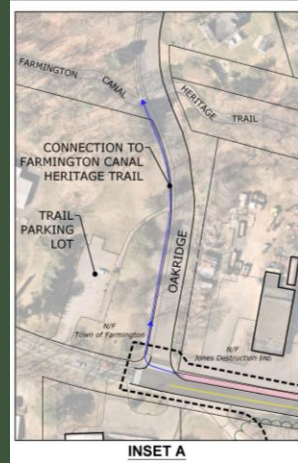 FARMINGTON CANAL
HERITAGE TRAIL
CONNECTION TO
FARMINGTON CANAL
HERITAGE TRAIL
TRAIL
PARKING
LOT
OAKRIDGE
N/F
Town of Farmington
N/F
Jones Destruction Inc
INSET A